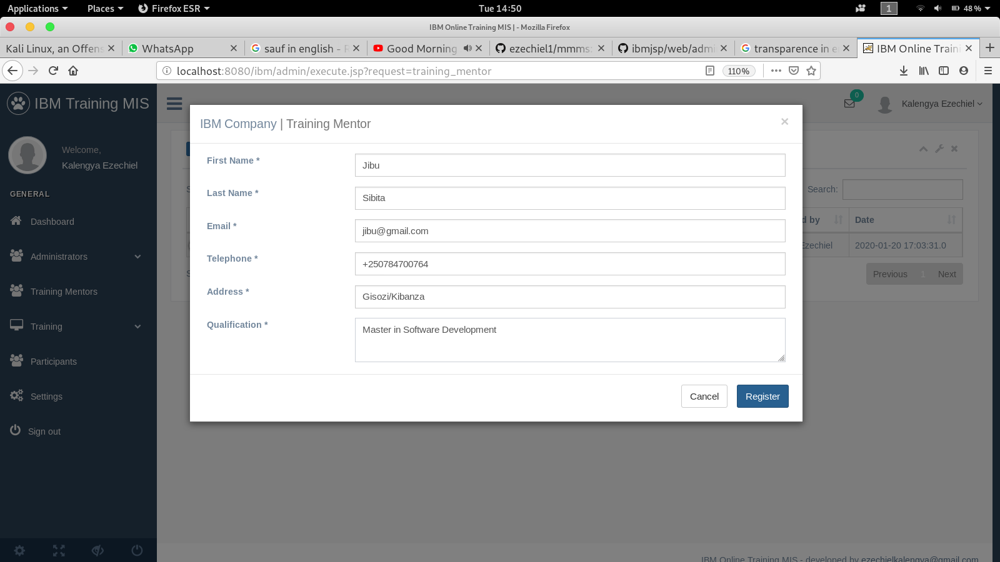 Applications
Places
Firefox ESR
Tue 14:50
1
48 %
IBM Online Training MIS | - Mozilla Firefox
Kali Linux, an Offens
WhatsApp
sauf in english -
Good Morning
ezechiel1/mmms:
ibmjsp/web/admi
transparence in e
IBM Online Traini
localhost:8080/ibm/admin/execute.jsp?request=training_mentor
110%
IBM Training MIS
0
Kalengya Ezechiel
Welcome,
Kalengya Ezechiel
GENERAL
Dashboard
Administrators
Training Mentors
Training
Participants
Settings
Sign out
IBM Company | Training Mentor
×
First Name *
Jibu
Last Name *
Sibita
Email *
jibu@gmail.com
Telephone *
+250784700764
Address *
Gisozi/Kibanza
Qualification *
Master in Software Development
Cancel
Register
Search:
d by
Date
Ezechiel
2020-01-20 17:03:31.0
Previous
1
Next
IBM Online Training MIS - developed by ezechielkalengya@gmail.com